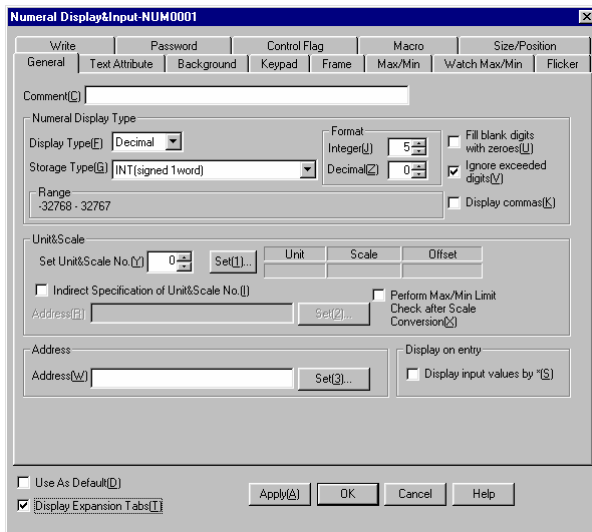 Numeral Display&Input-NUM0001
Write Password Control Flag Macro Size/Position
General Text Attribute Background Keypad Frame Max/Min Watch Max/Min Flicker
Comment(C)
Numeral Display Type
Display Type(F) Decimal
Format
Integer(J) 5
Fill blank digits
with zeroes(U)
Storage Type(G) INT(signed 1word)
Decimal(Z) 0
Ignore exceeded
digits(V)
Range
-32768 - 32767
Display commas(K)
Unit&Scale
Set Unit&Scale No.(Y) 0 Set(1)... Unit Scale Offset
Indirect Specification of Unit&Scale No.(I)
Address(R) Set(2)...
Perform Max/Min Limit
Check after Scale
Conversion(X)
Address
Address(W) Set(3)...
Display on entry
Display input values by *(S)
Use As Default(D)
Display Expansion Tabs(T)
Apply(A) OK Cancel Help